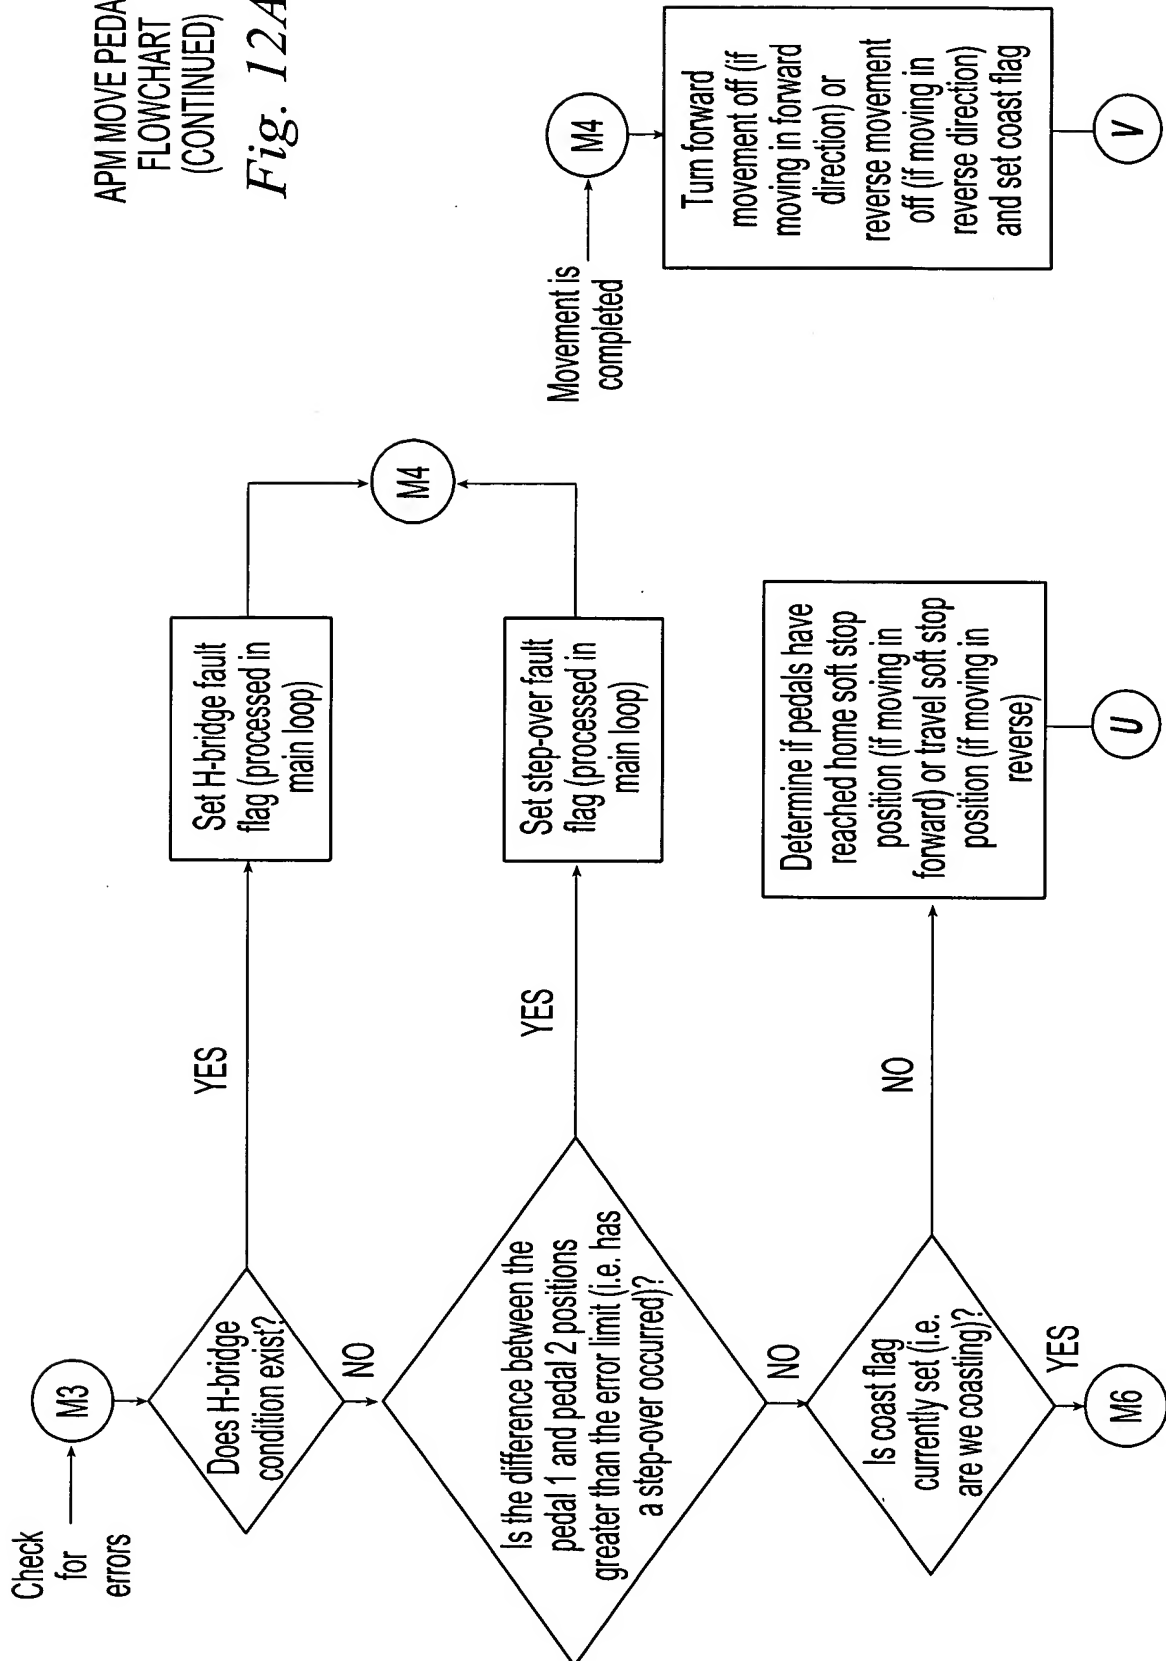 APM MOVE PEDA
FLOWCHART
(CONTINUED)
Fig. 12A
Check
for
errors
M3
Does H-bridge
condition exist?
YES
Set H-bridge fault
flag (processed in
main loop)
M4
NO
Is the difference between the
pedal 1 and pedal 2 positions
greater than the error limit (i.e. has
a step-over occurred)?
YES
Set step-over fault
flag (processed in
main loop)
NO
Is coast flag
currently set (i.e.
are we coasting)?
NO
Determine if pedals have
reached home soft stop
position (if moving in
forward) or travel soft stop
position (if moving in
reverse)
U
YES
M6
Movement is
completed
M4
Turn forward
movement off (if
moving in forward
direction) or
reverse movement
off (if moving in
reverse direction)
and set coast flag
V